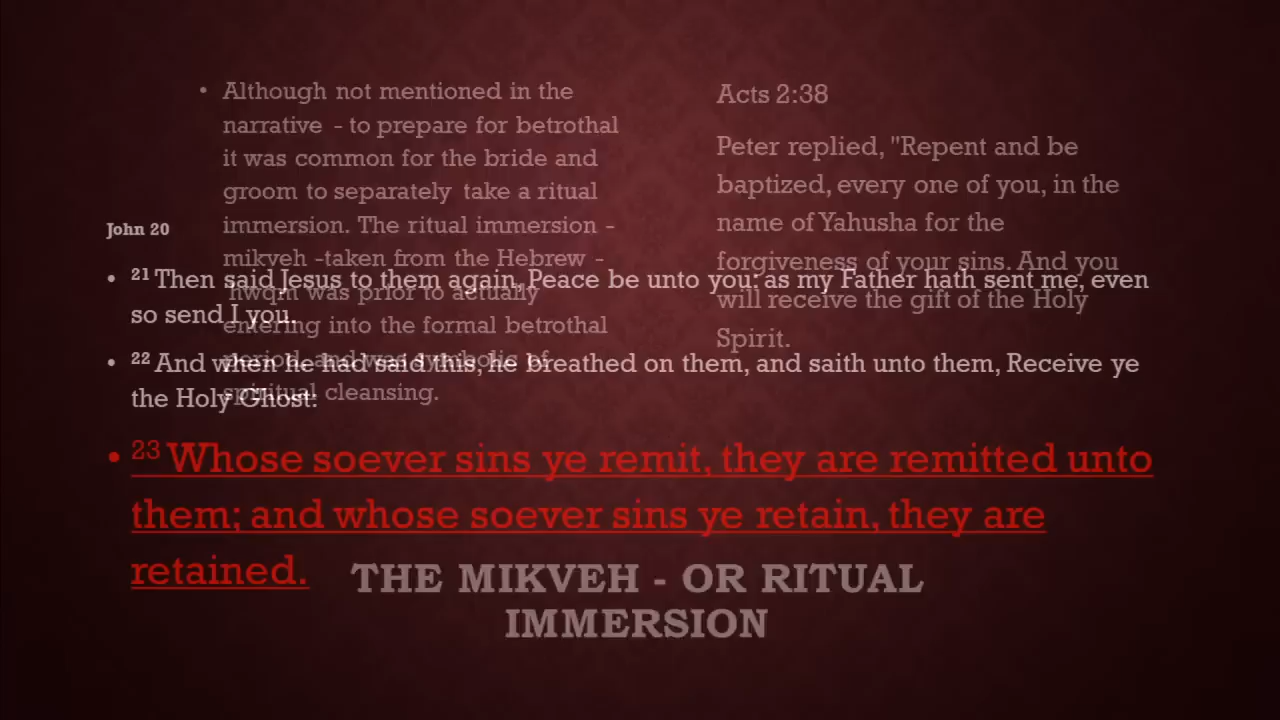 • Although not mentioned in the
narrative - to prepare for betrothal
it was common for the bride and
groom to separately take a ritual
immersion. The ritual immersion -
mikveh -taken from the Hebrew -
hwqm was prior to actually
entering into the formal betrothal
period, and was symbolic of
spiritual cleansing.
Acts 2:38
Peter replied, "Repent and be
baptized, every one of you, in the
name of Yahusha for the
forgiveness of your sins. And you
will receive the gift of the Holy
Spirit.
John 20
• 21 Then said Jesus to them again, Peace be unto you: as my Father hath sent me, even
so send I you.
• 22 And when he had said this, he breathed on them, and saith unto them, Receive ye
the Holy Ghost:
• 23 Whose soever sins ye remit, they are remitted unto
them; and whose soever sins ye retain, they are
retained.
THE MIKVEH - OR RITUAL
IMMERSION